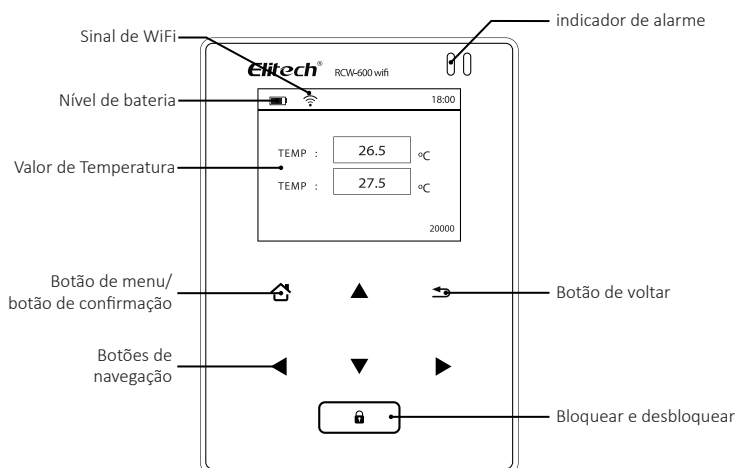 indicador de alarme
Sinal de WiFi
Elitech® RCW-600 wifi
Nível de bateria
18:00
Valor de Temperatura
TEMP : 26.5 ºC
TEMP : 27.5 ºC
20000
Botão de menu/
botão de confirmação
Botão de voltar
Botões de
navegação
Bloquear e desbloquear